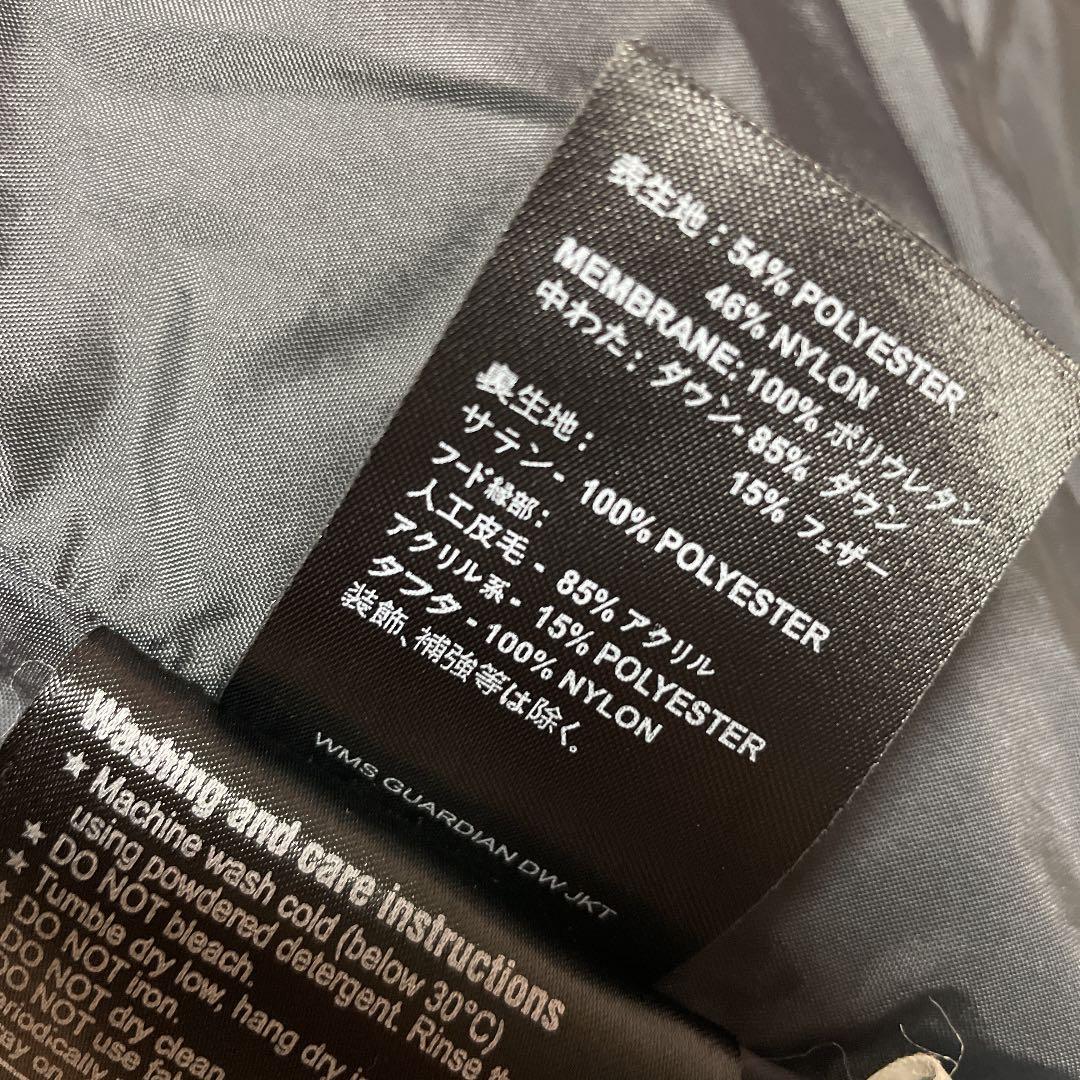 表生地 : 54% POLYESTER
46% NYLON
MEMBRANE: 100% ポリウレタン
中わた : ダウン- 85% ダウン
15% フェザー
裏生地 :
サテン- 100% POLYESTER
フード縁部 :
人工皮毛 - 85% アクリル
アクリル系 - 15% POLYESTER
タフタ - 100% NYLON
装飾、補強等は除く。
WMS GUARDIAN DW JKT
Washing and care instructions
★ Machine wash cold (below 30°C)
using powdered detergent. Rinse
★ DO NOT bleach.
★ Tumble dry low, hang dry
★ DO NOT iron.
DO NOT dry clean
DO NOT use
periodically